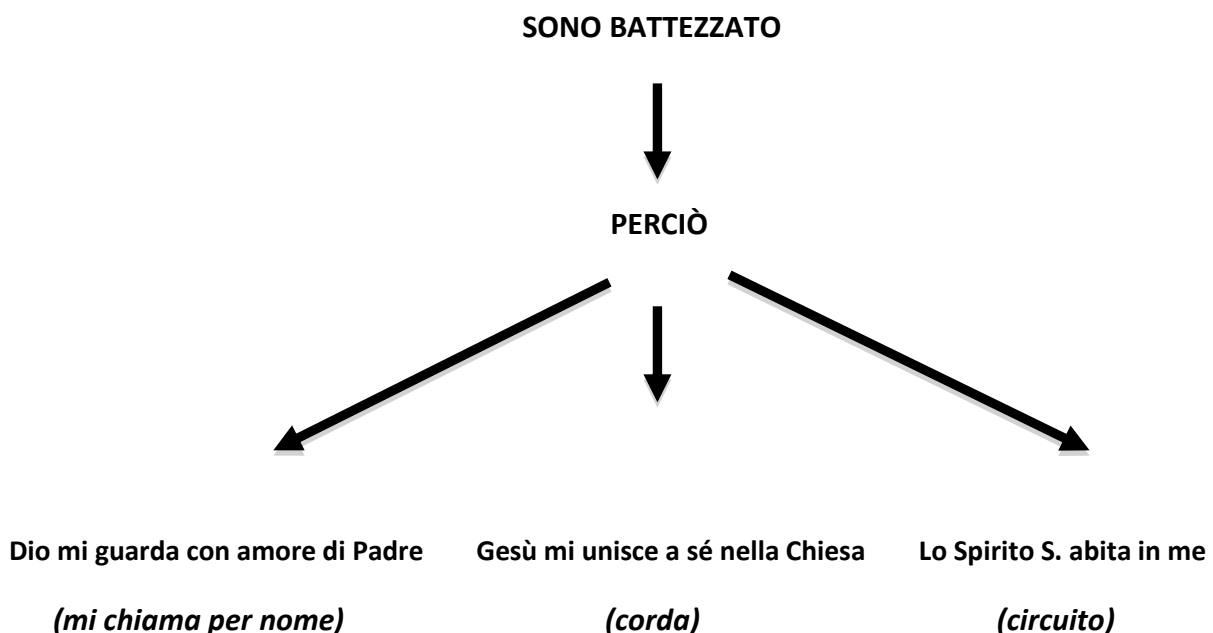 SONO BATTEZZATO
PERCIÒ
Dio mi guarda con amore di Padre Gesù mi unisce a sé nella Chiesa Lo Spirito S. abita in me
(mi chiama per nome) (corda) (circuito)